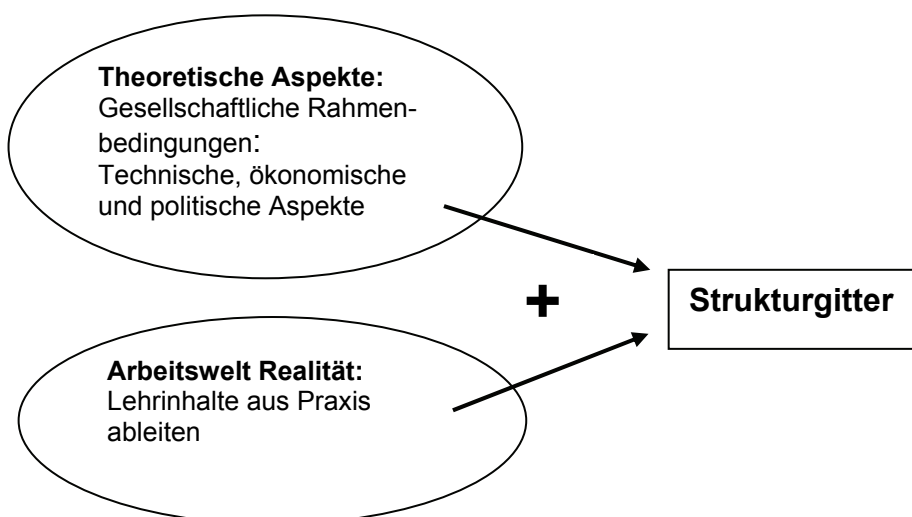 Theoretische Aspekte:
Gesellschaftliche Rahmen-
bedingungen:
Technische, ökonomische
und politische Aspekte
+
Strukturgitter
Arbeitswelt Realität:
Lehrinhalte aus Praxis
ableiten